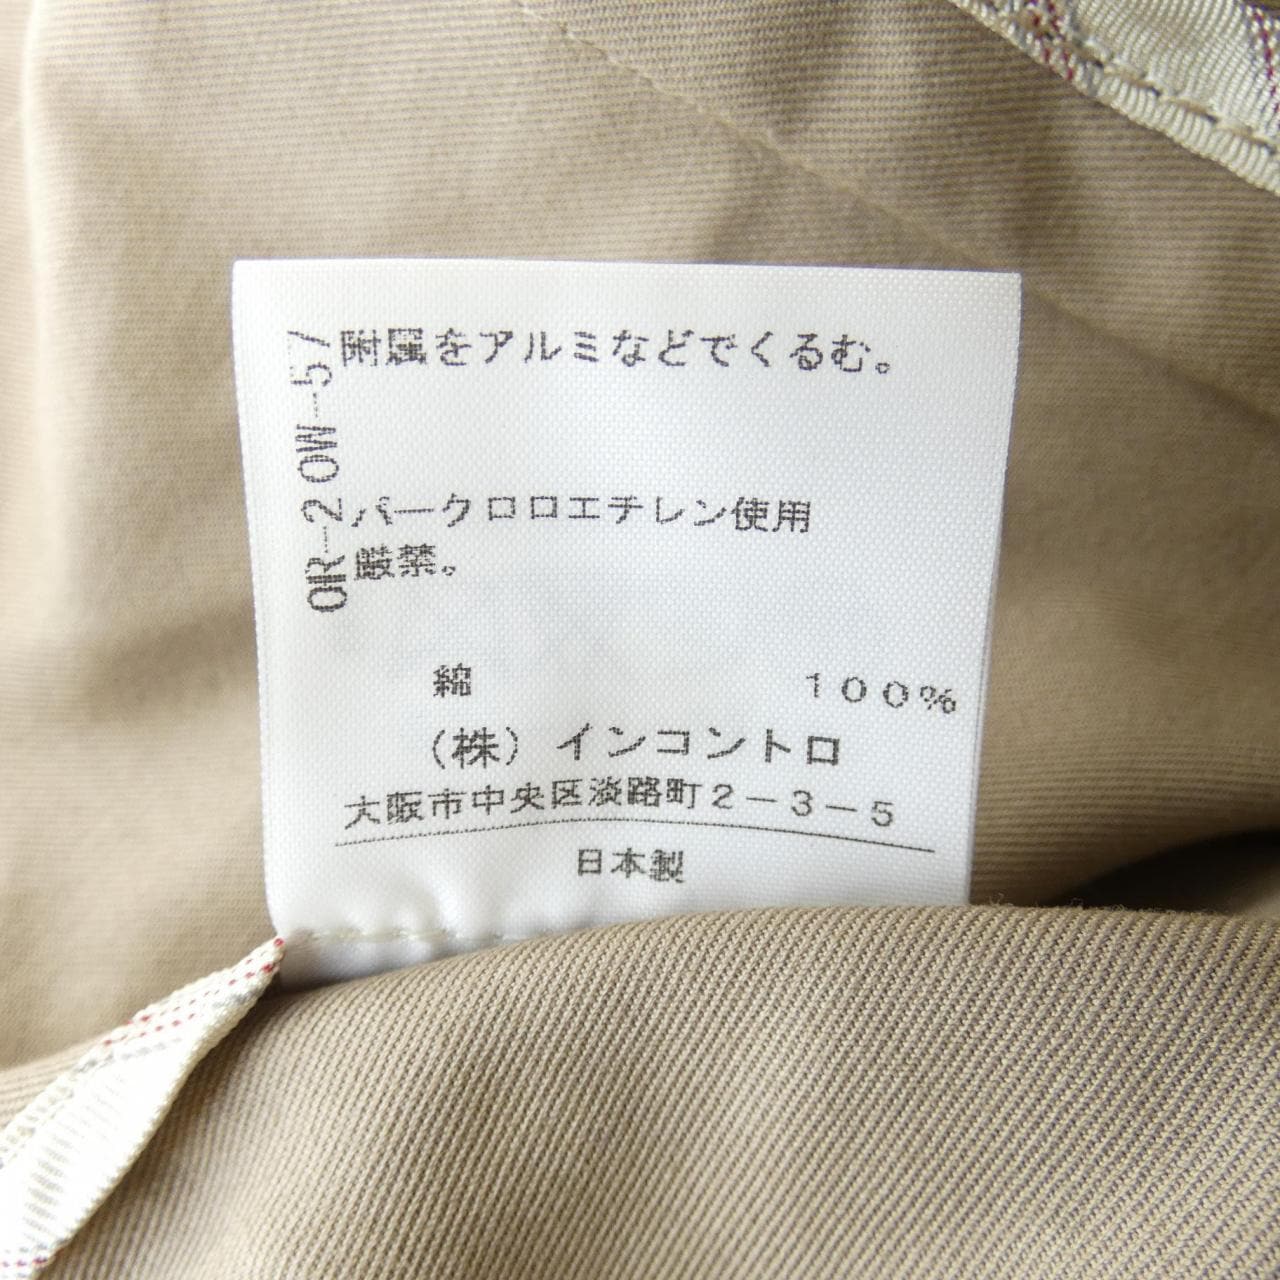 附属をアルミなどでくるむ。
パークロロエチレン使用
厳禁。
綿 100%
（株）インコントロ
大阪市中央区淡路町2-3-5
日本製
OR-20W-57